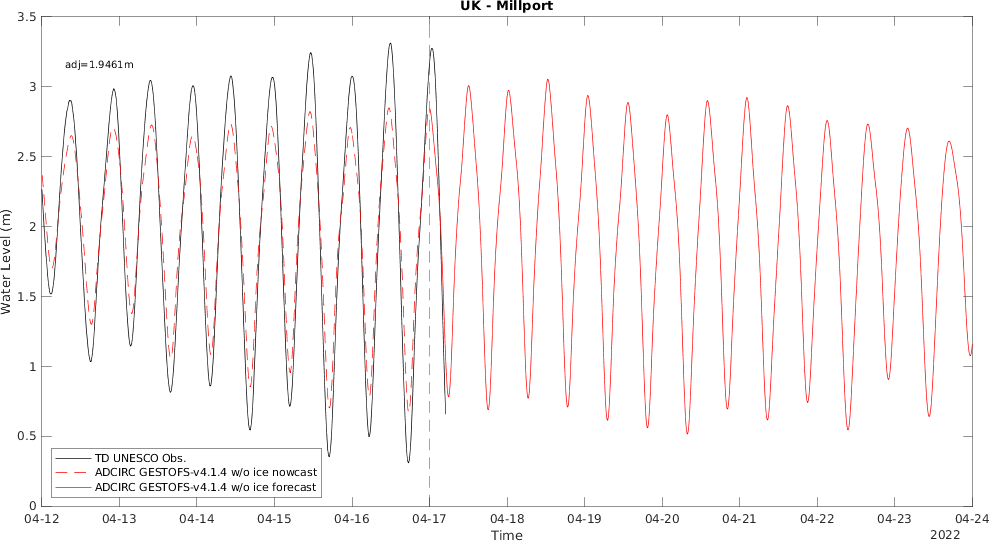 UK - Millport
adj=1.9461m
3.5
3
2.5
2
1.5
1
0.5
0
Water Level (m)
TD UNESCO Obs.
ADCIRC GESTOFS-v4.1.4 w/o ice nowcast
ADCIRC GESTOFS-v4.1.4 w/o ice forecast
04-12 04-13 04-14 04-15 04-16 04-17 04-18 04-19 04-20 04-21 04-22 04-23 04-24
Time
2022